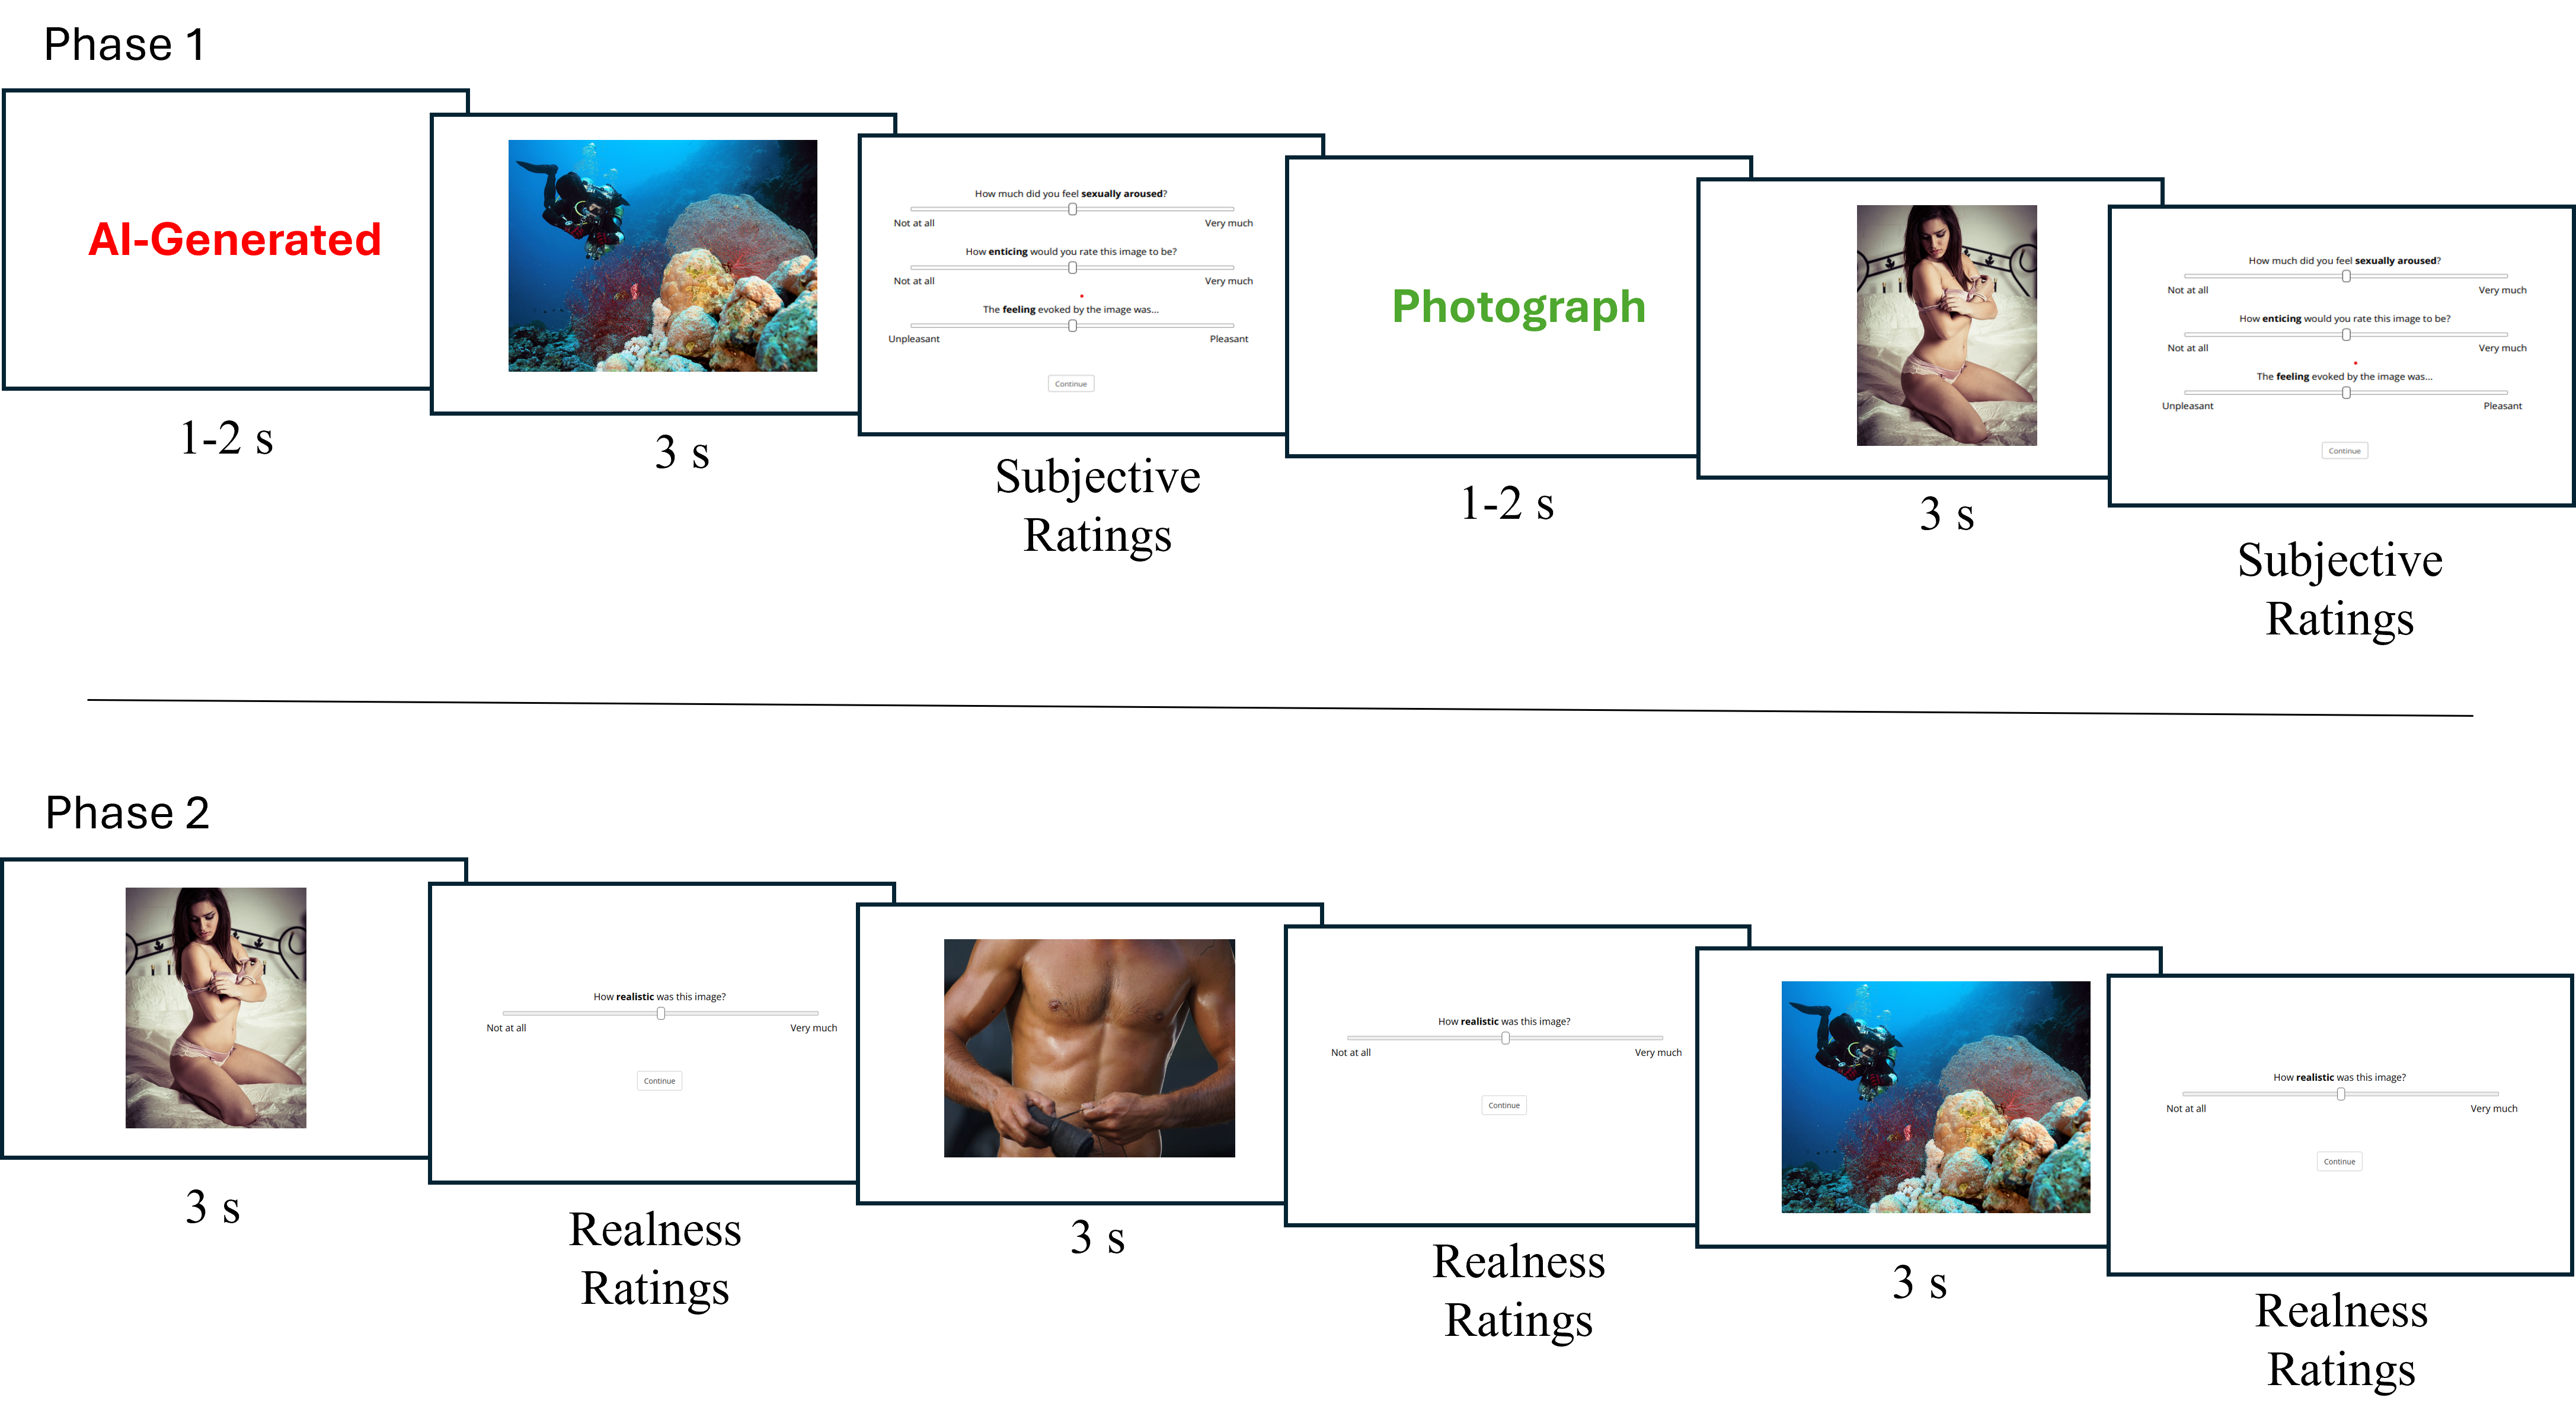 Phase 1
AI-Generated
1-2 s
3 s
How much did you feel sexually aroused?
Not at all Very much
How enticing would you rate this image to be?
Not at all Very much
The feeling evoked by the image was...
Unpleasant Pleasant
Continue
Subjective
Ratings
Photograph
1-2 s
3 s
How much did you feel sexually aroused?
Not at all Very much
How enticing would you rate this image to be?
Not at all Very much
The feeling evoked by the image was...
Unpleasant Pleasant
Continue
Subjective
Ratings
Phase 2
3 s
How realistic was this image?
Not at all Very much
Continue
Realness
Ratings
3 s
How realistic was this image?
Not at all Very much
Continue
Realness
Ratings
3 s
How realistic was this image?
Not at all Very much
Continue
Realness
Ratings